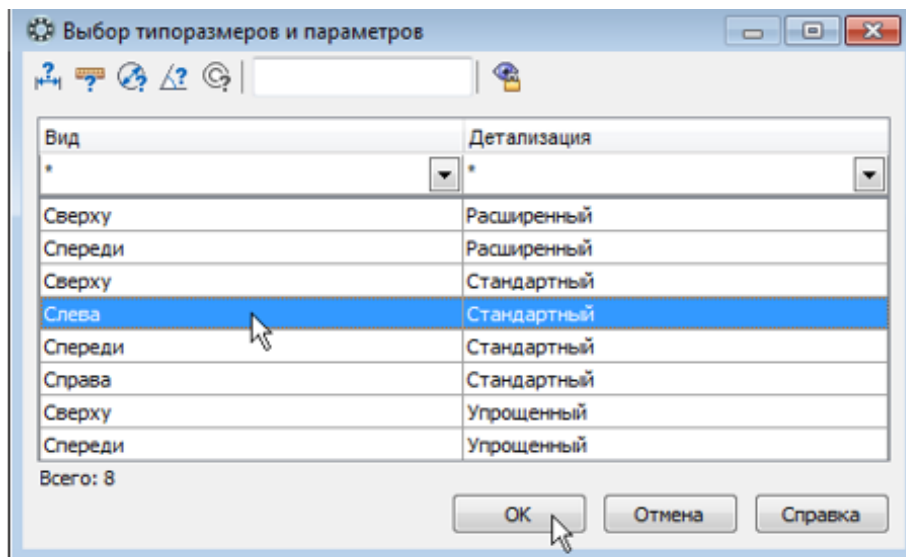 Выбор типоразмеров и параметров
Вид Детализация
* *
Сверху Расширенный
Спереди Расширенный
Сверху Стандартный
Слева Стандартный
Спереди Стандартный
Справа Стандартный
Сверху Упрощенный
Спереди Упрощенный
Всего: 8
OK Отмена Справка